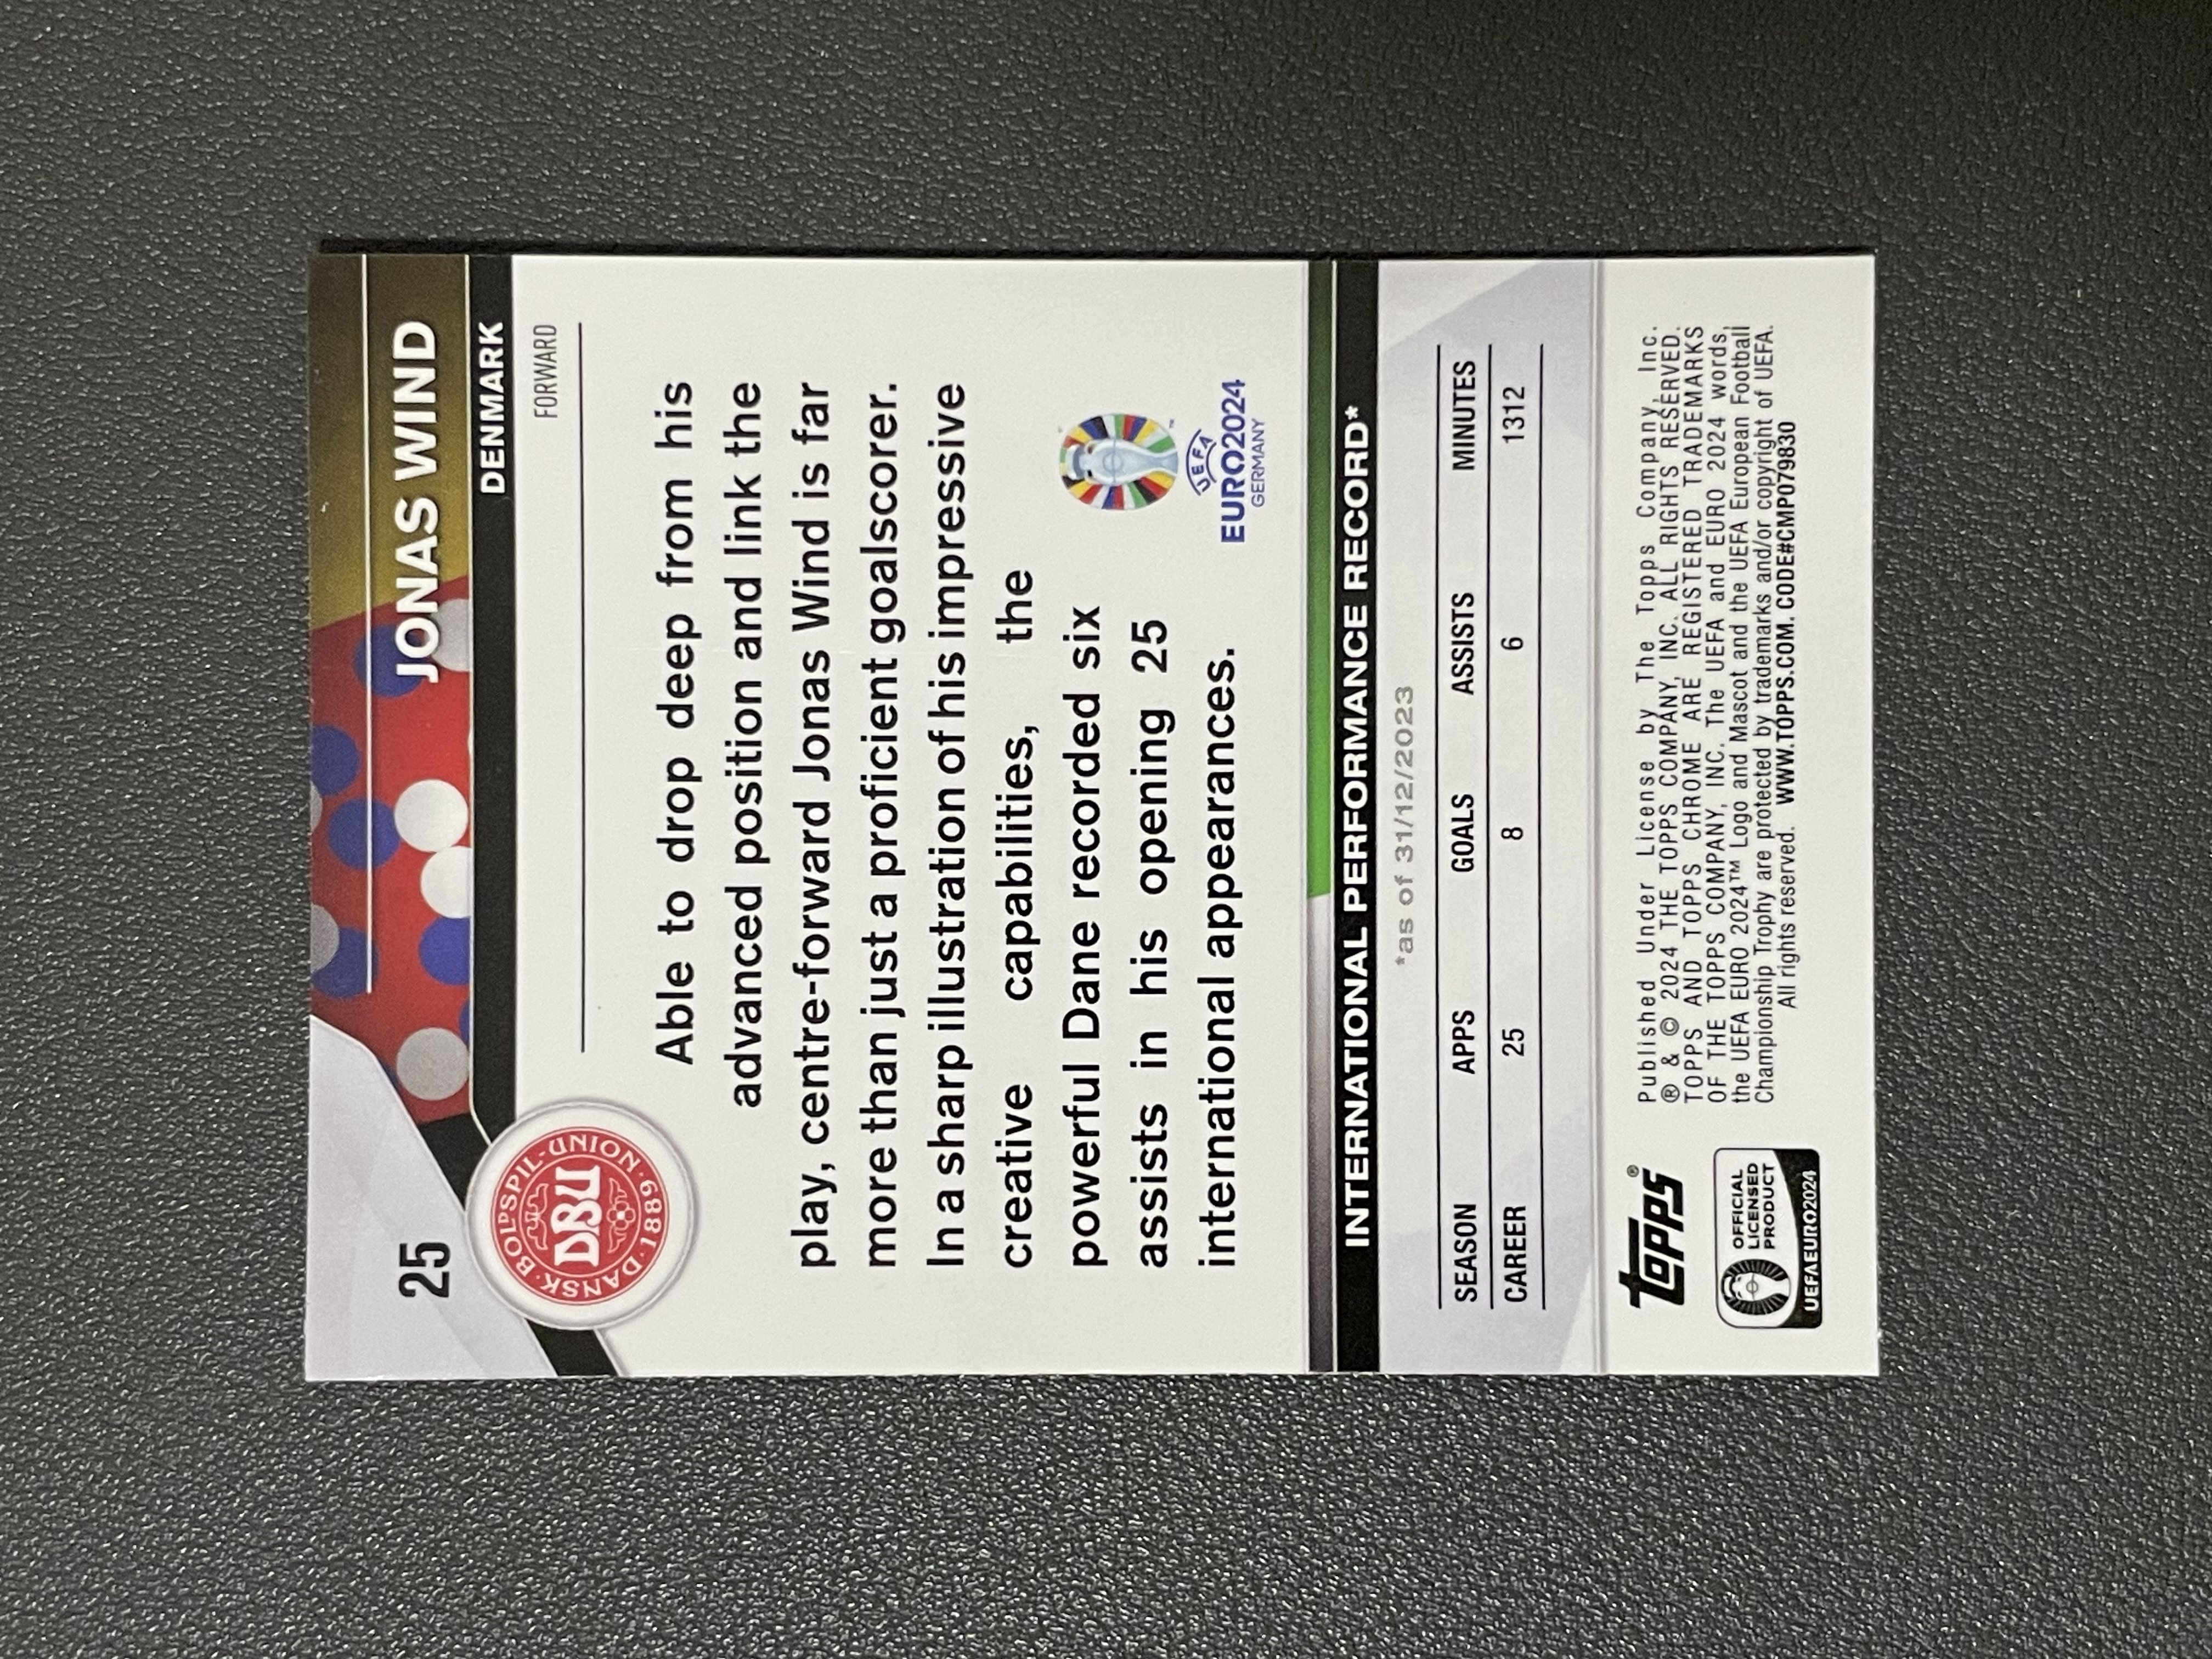 25
JONAS WIND
DENMARK
FORWARD
DANSK·BOLDSPIL-UNION·1889·
DBU
Able to drop deep from his
advanced position and link the
play, centre-forward Jonas Wind is far
more than just a proficient goalscorer.
In a sharp illustration of his impressive
creative capabilities, the
powerful Dane recorded six
assists in his opening 25
international appearances.
UEFA
EURO2024
GERMANY
INTERNATIONAL PERFORMANCE RECORD*
*as of 31/12/2023
SEASON APPS GOALS ASSISTS MINUTES
CAREER 25 8 6 1312
topps®
OFFICIAL
LICENSED
PRODUCT
UEFAEURO2024
Published Under License by The Topps Company, Inc.
® & © 2024 THE TOPPS COMPANY, INC. ALL RIGHTS RESERVED.
TOPPS AND TOPPS CHROME ARE REGISTERED TRADEMARKS
OF THE TOPPS COMPANY, INC. The UEFA and EURO 2024 words,
the UEFA EURO 2024™ Logo and Mascot and the UEFA European Football
Championship Trophy are protected by trademarks and/or copyright of UEFA.
All rights reserved. WWW.TOPPS.COM. CODE#CMP079830